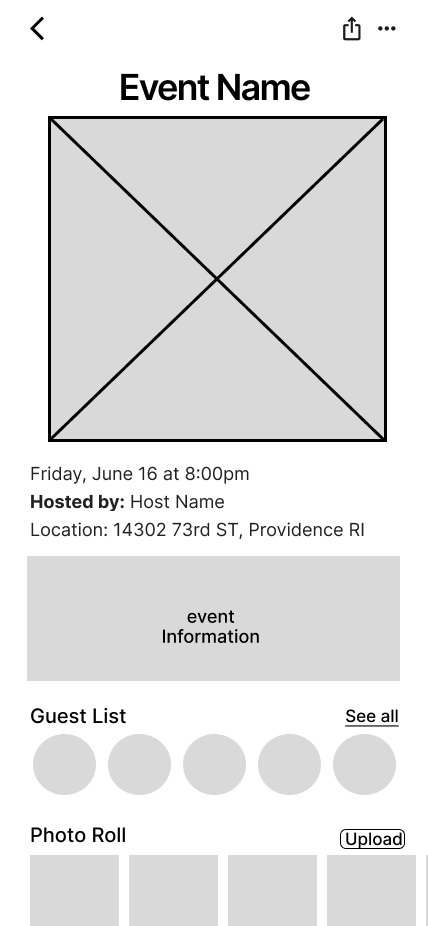 Event Name
Friday, June 16 at 8:00pm
Hosted by: Host Name
Location: 14302 73rd ST, Providence RI
event
Information
Guest List
See all
Photo Roll
Upload